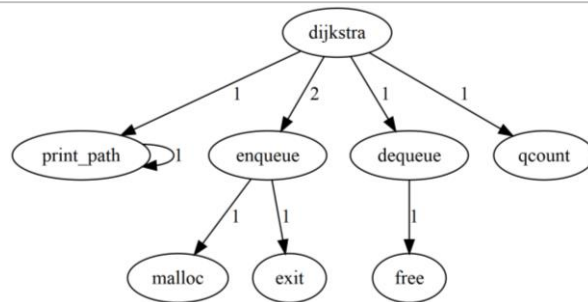 dijkstra
1 2 1 1
print_path 1 enqueue dequeue qcount
1 1 1
malloc exit free